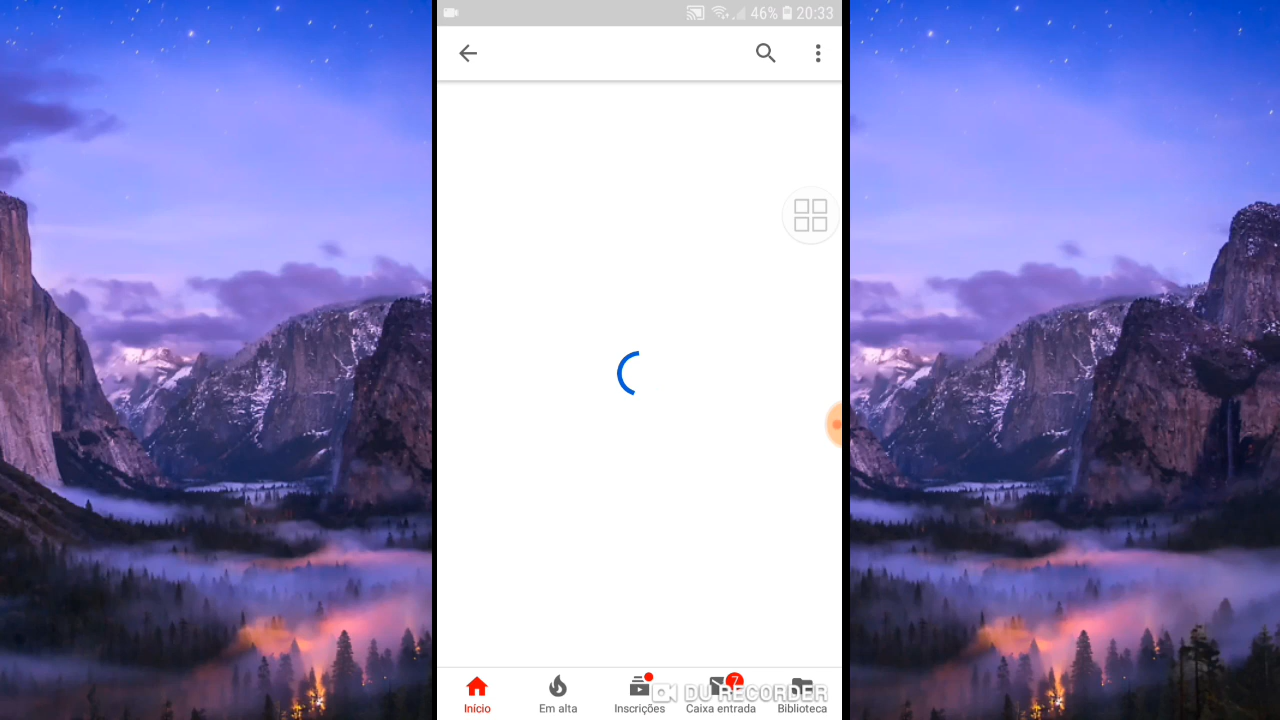 46% 20:33
7
DU RECORDER
Início Em alta Inscrições Caixa entrada Biblioteca